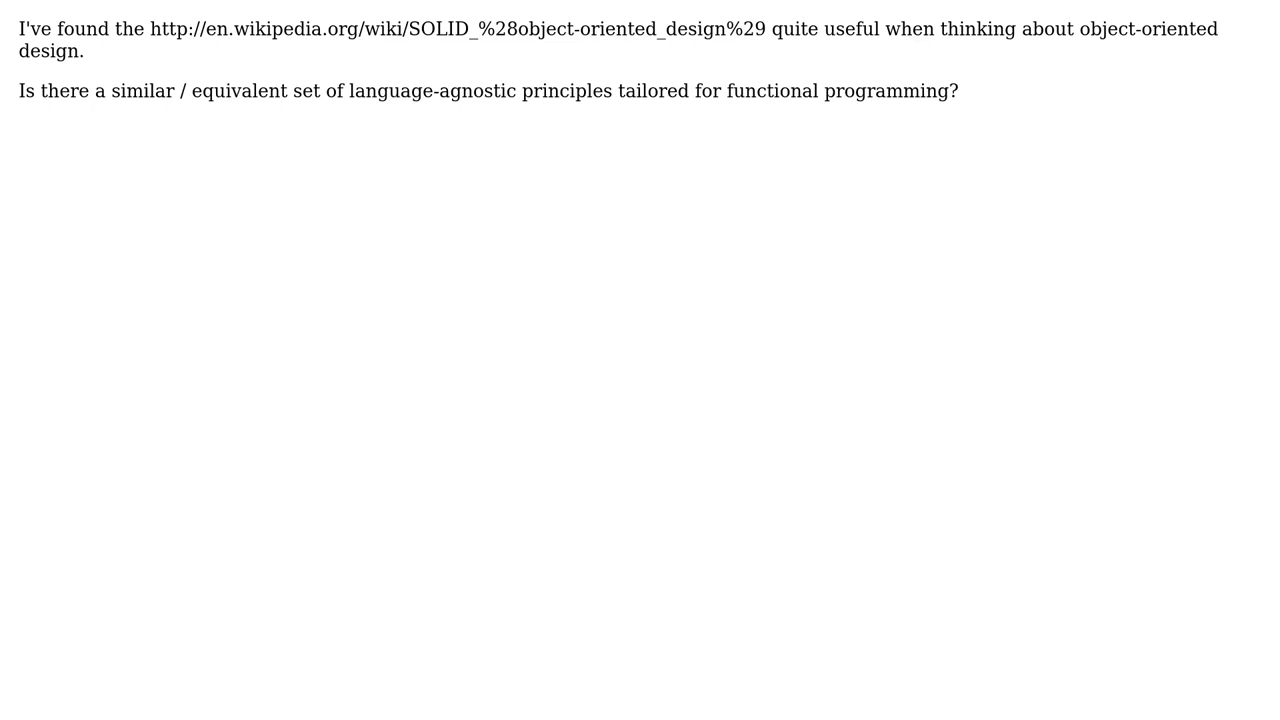 I've found the http://en.wikipedia.org/wiki/SOLID_%28object-oriented_design%29 quite useful when thinking about object-oriented
design.
Is there a similar / equivalent set of language-agnostic principles tailored for functional programming?